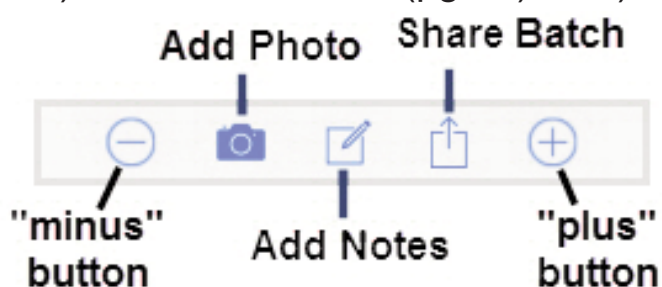 Share Batch
Add Photo
"minus"
button
Add Notes
"plus"
button